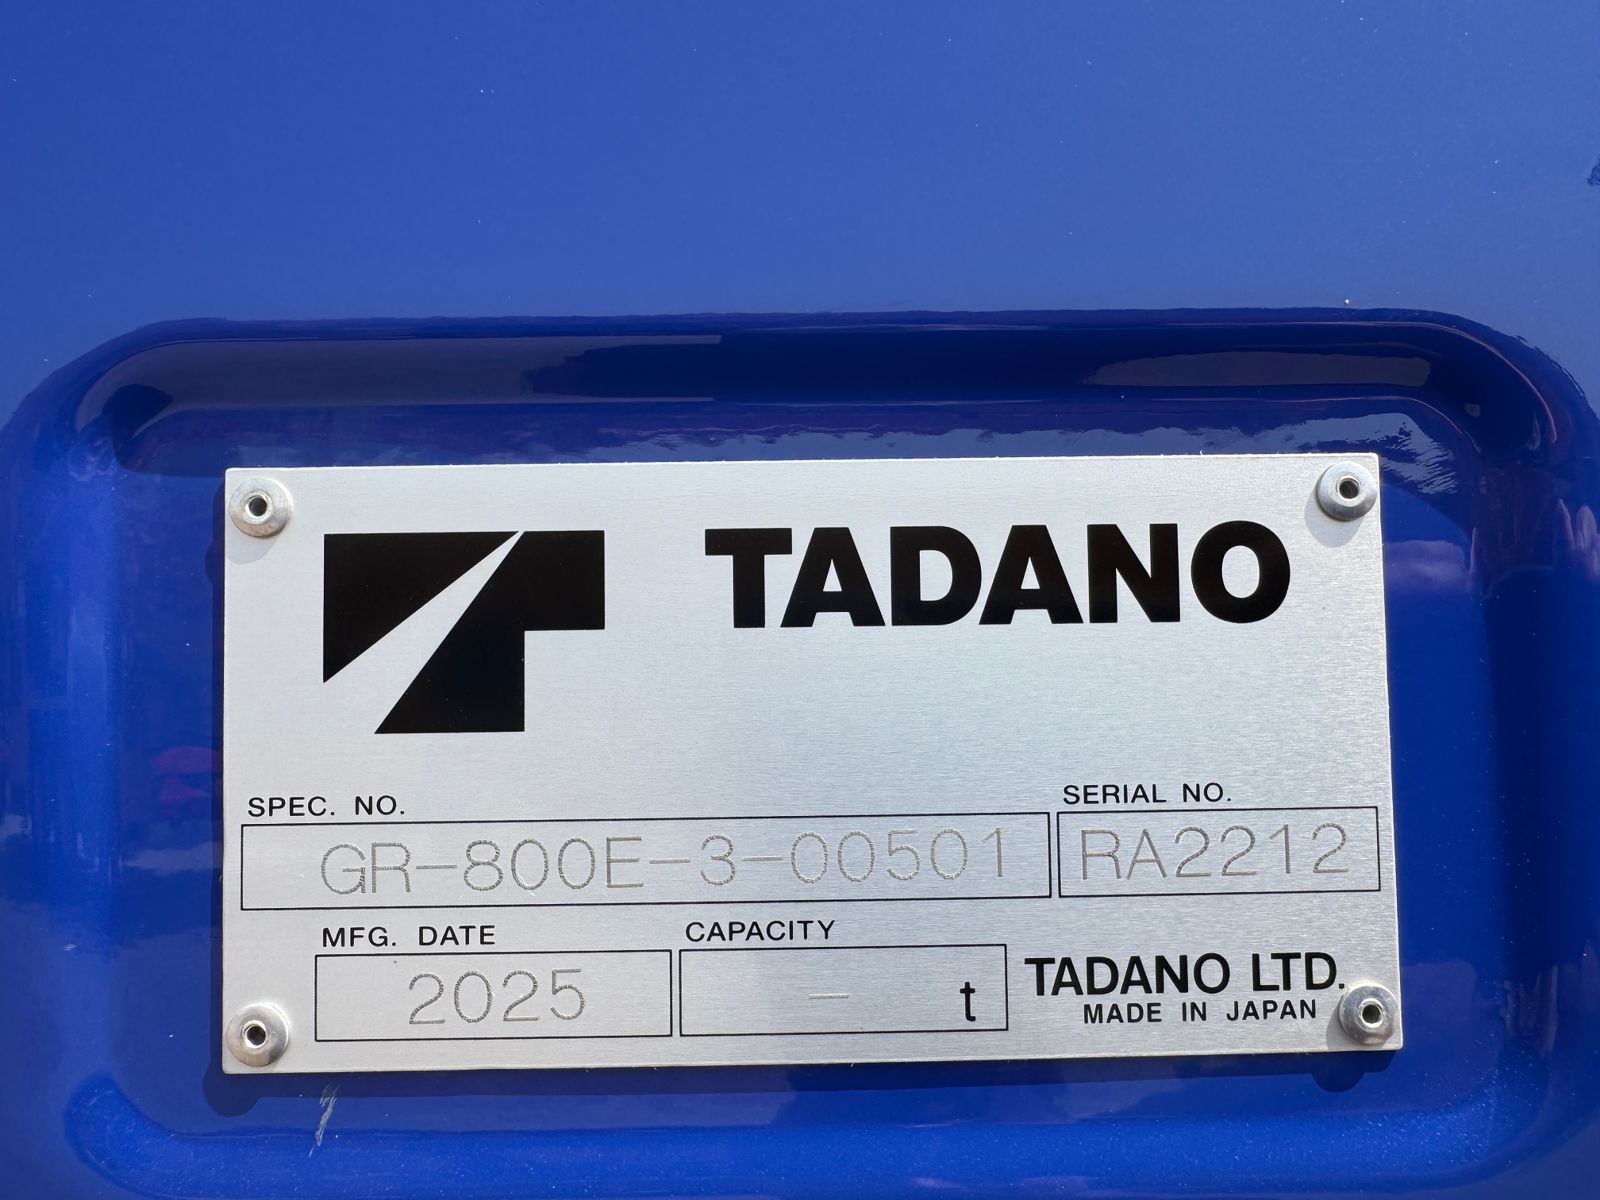 TADANO
SPEC. NO.
GR-800E-3-00501
SERIAL NO.
RA2212
MFG. DATE
2025
CAPACITY
- t
TADANO LTD.
MADE IN JAPAN